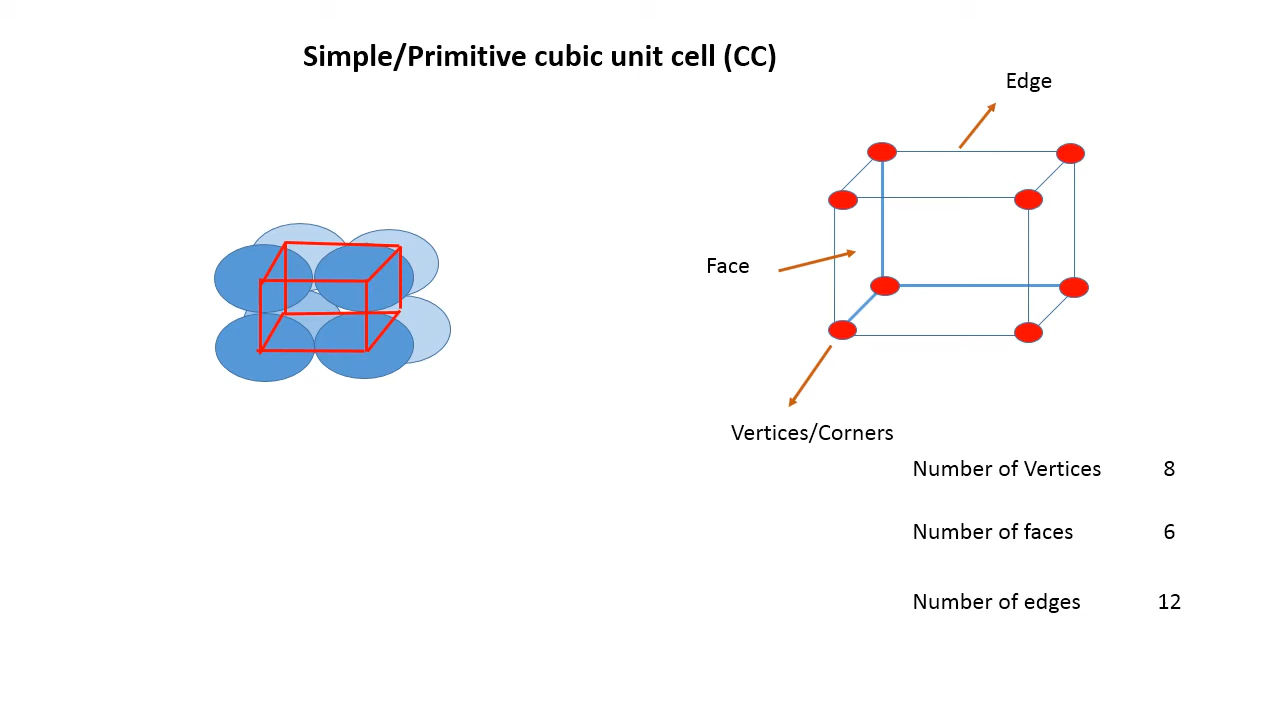 Simple/Primitive cubic unit cell (CC)
Edge
Face
Vertices/Corners
Number of Vertices 8
Number of faces 6
Number of edges 12